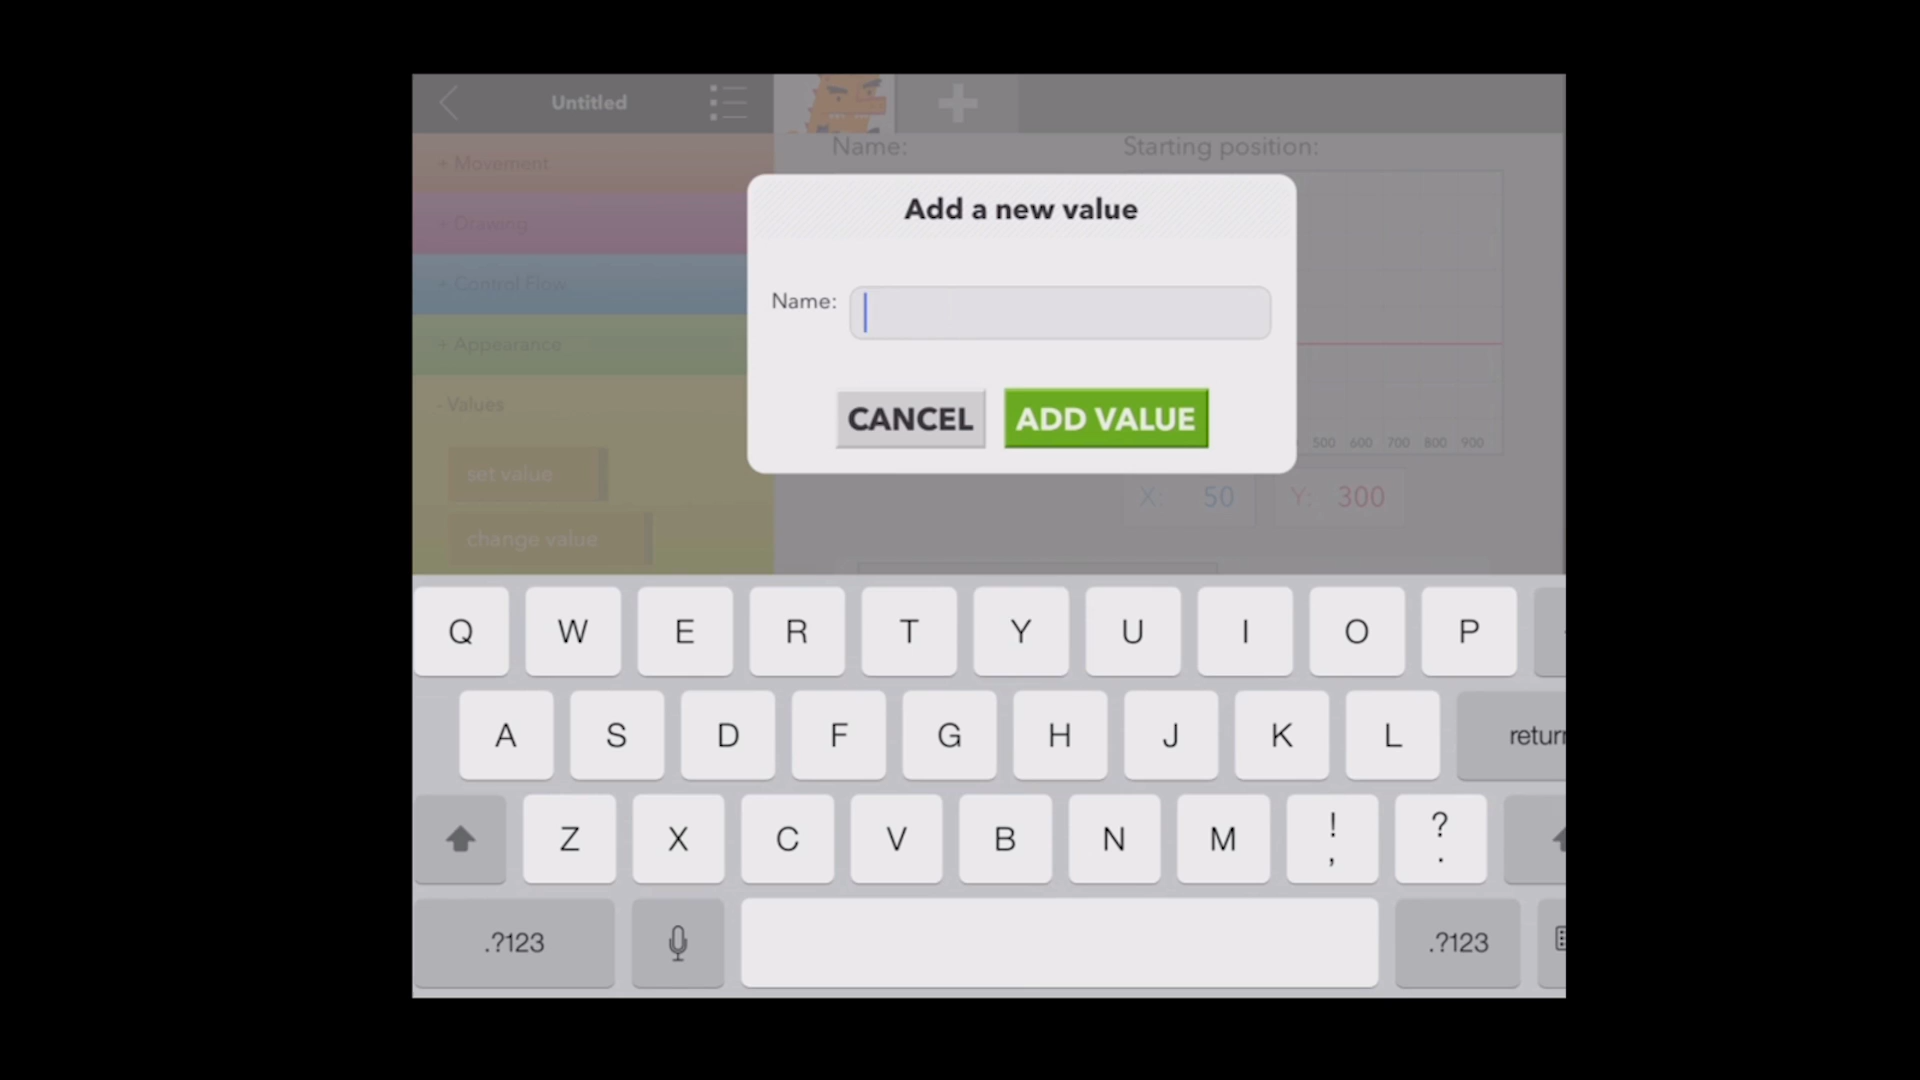 Untitled
+ Movement
+ Drawing
+ Control Flow
+ Appearance
- Values
set value
change value
Name:
Starting position:
Add a new value
Name:
CANCEL
ADD VALUE
500 600 700 800 900
X: 50
Y: 300
Q W E R T Y U I O P
A S D F G H J K L return
Z X C V B N M ! , ? .
.?123
.?123